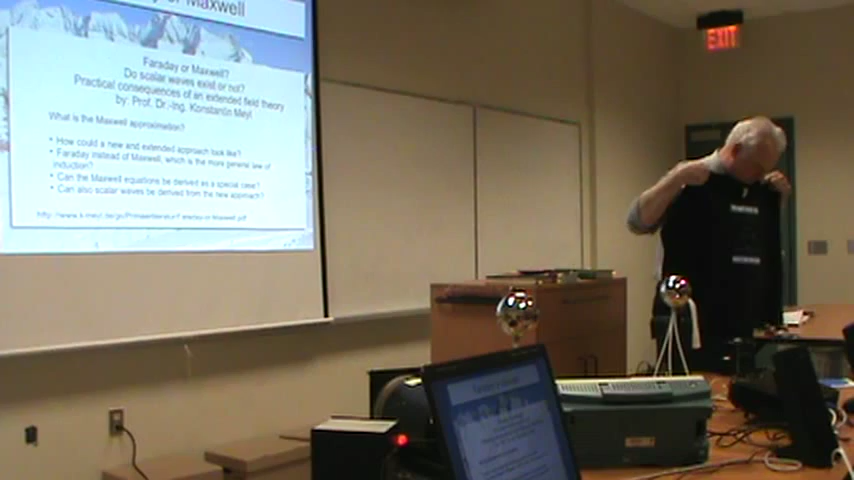 or Maxwell
Faraday or Maxwell?
Do scalar waves exist or not?
Practical consequences of an extended field theory
by: Prof. Dr.-Ing. Konstantin Meyl
What is the Maxwell approximation?
• How could a new and extended approach look like?
• Faraday instead of Maxwell, which is the more general law of
induction?
• Can the Maxwell equations be derived as a special case?
• Can also scalar waves be derived from the new approach?
EXIT